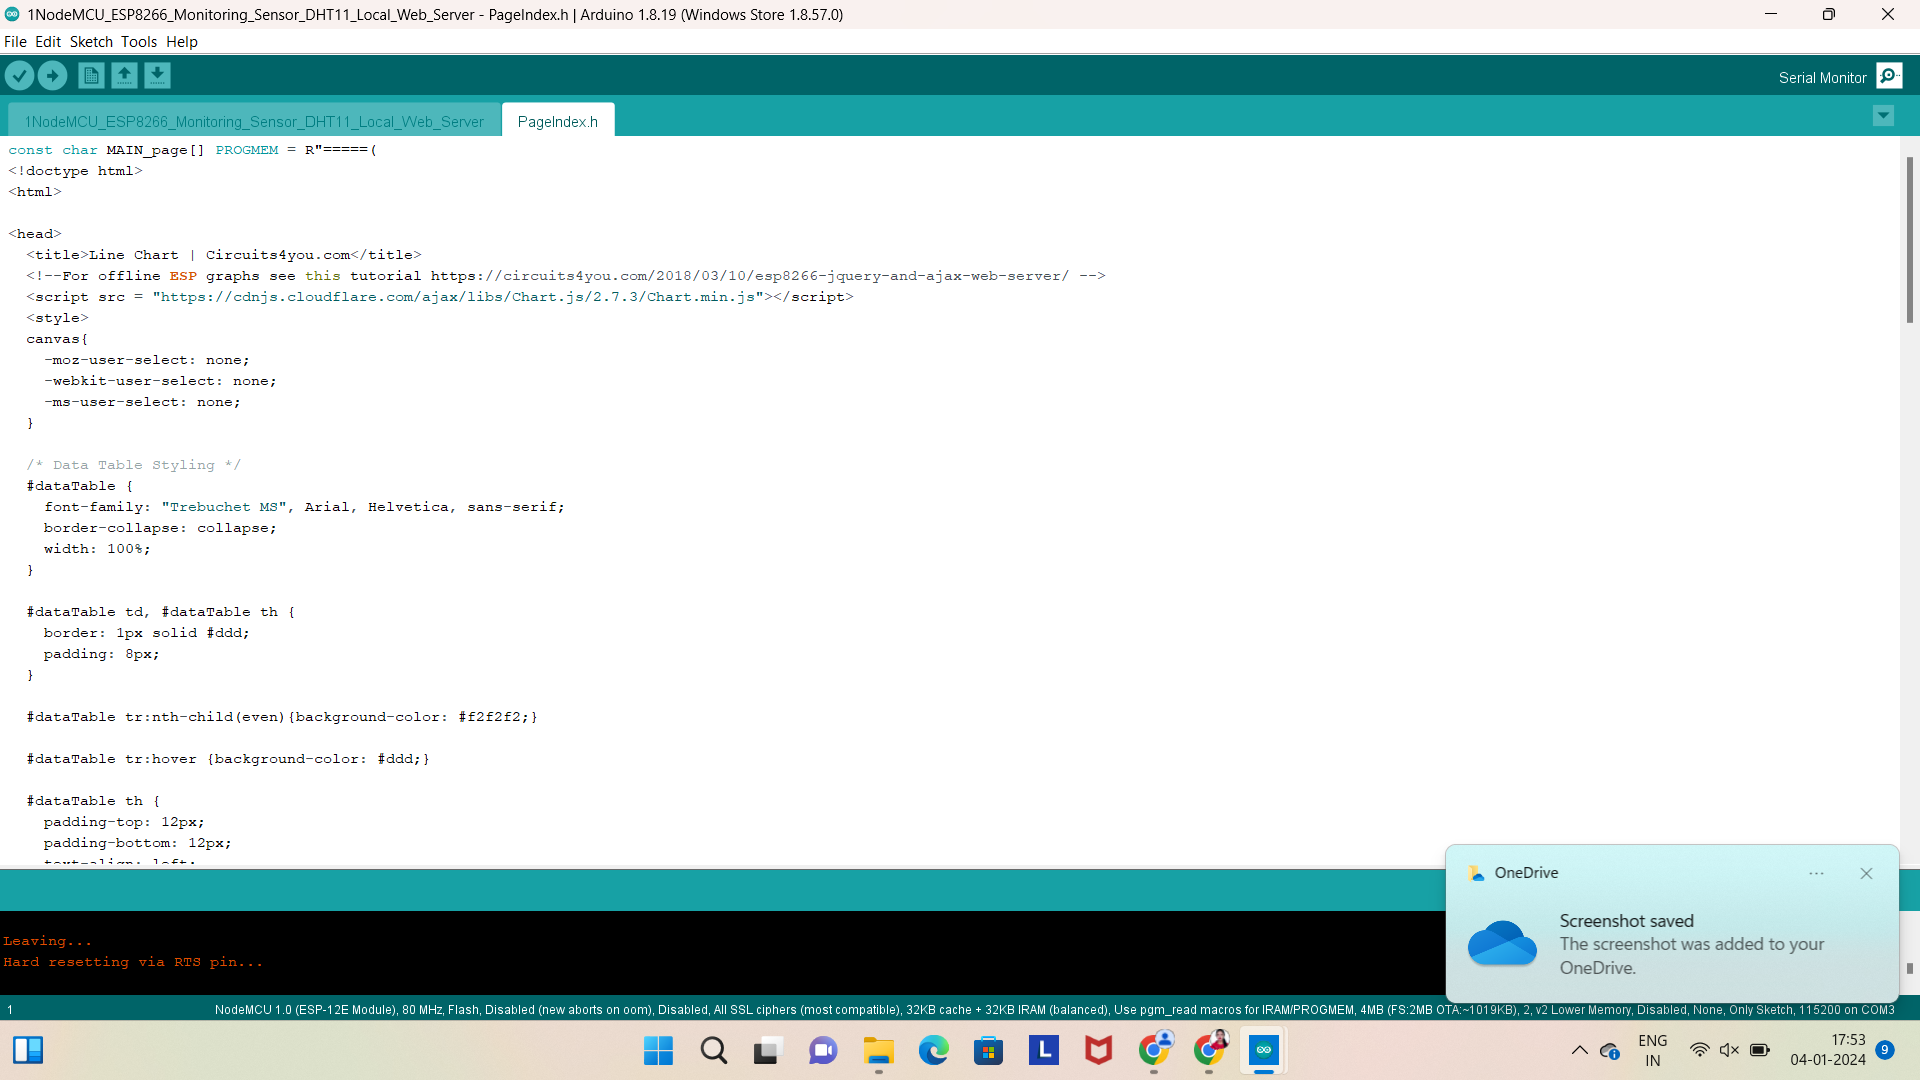 1NodeMCU_ESP8266_Monitoring_Sensor_DHT11_Local_Web_Server - PageIndex.h | Arduino 1.8.19 (Windows Store 1.8.57.0)
File Edit Sketch Tools Help
Serial Monitor
1NodeMCU_ESP8266_Monitoring_Sensor_DHT11_Local_Web_Server PageIndex.h
const char MAIN_page[] PROGMEM = R"=====(
<!doctype html>
<html>
<head>
<title>Line Chart | Circuits4you.com</title>
<!--For offline ESP graphs see this tutorial https://circuits4you.com/2018/03/10/esp8266-jquery-and-ajax-web-server/ -->
<script src = "https://cdnjs.cloudflare.com/ajax/libs/Chart.js/2.7.3/Chart.min.js"></script>
<style>
canvas{
-moz-user-select: none;
-webkit-user-select: none;
-ms-user-select: none;
}
/* Data Table Styling */
#dataTable {
font-family: "Trebuchet MS", Arial, Helvetica, sans-serif;
border-collapse: collapse;
width: 100%;
}
#dataTable td, #dataTable th {
border: 1px solid #ddd;
padding: 8px;
}
#dataTable tr:nth-child(even){background-color: #f2f2f2;}
#dataTable tr:hover {background-color: #ddd;}
#dataTable th {
padding-top: 12px;
padding-bottom: 12px;
text-align: left;
OneDrive
Screenshot saved
The screenshot was added to your
OneDrive.
Leaving...
Hard resetting via RTS pin...
1 NodeMCU 1.0 (ESP-12E Module), 80 MHz, Flash, Disabled (new aborts on oom), Disabled, All SSL ciphers (most compatible), 32KB cache + 32KB IRAM (balanced), Use pgm_read macros for IRAM/PROGMEM, 4MB (FS:2MB OTA:~1019KB), 2, v2 Lower Memory, Disabled, None, Only Sketch, 115200 on COM3
L
ENG
IN
17:53
04-01-2024
9